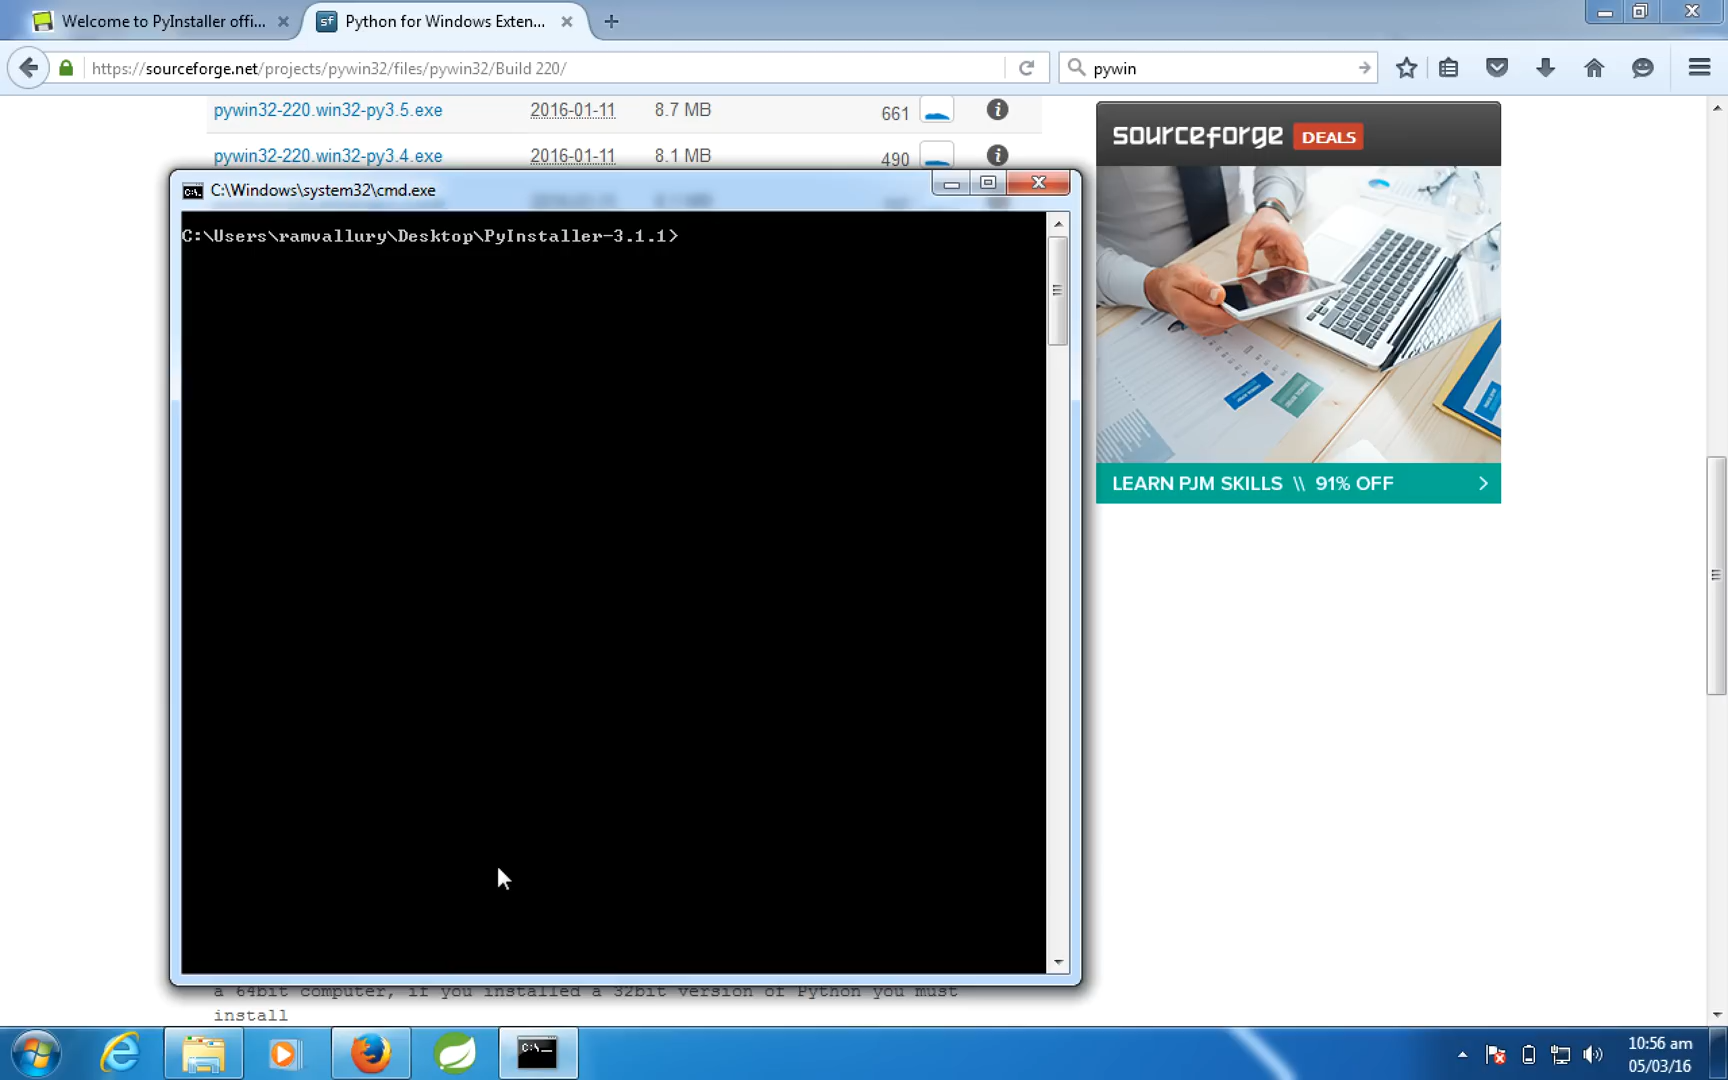 Welcome to PyInstaller offi...
sf Python for Windows Exten...
https://sourceforge.net/projects/pywin32/files/pywin32/Build 220/
pywin
pywin32-220.win32-py3.5.exe 2016-01-11 8.7 MB 661
pywin32-220.win32-py3.4.exe 2016-01-11 8.1 MB 490
sourceforge DEALS
C:\Windows\system32\cmd.exe
C:\Users\ramvallury\Desktop\PyInstaller-3.1.1>
LEARN PJM SKILLS \\ 91% OFF
a 64bit computer, if you installed a 32bit version of Python you must
install
10:56 am
05/03/16